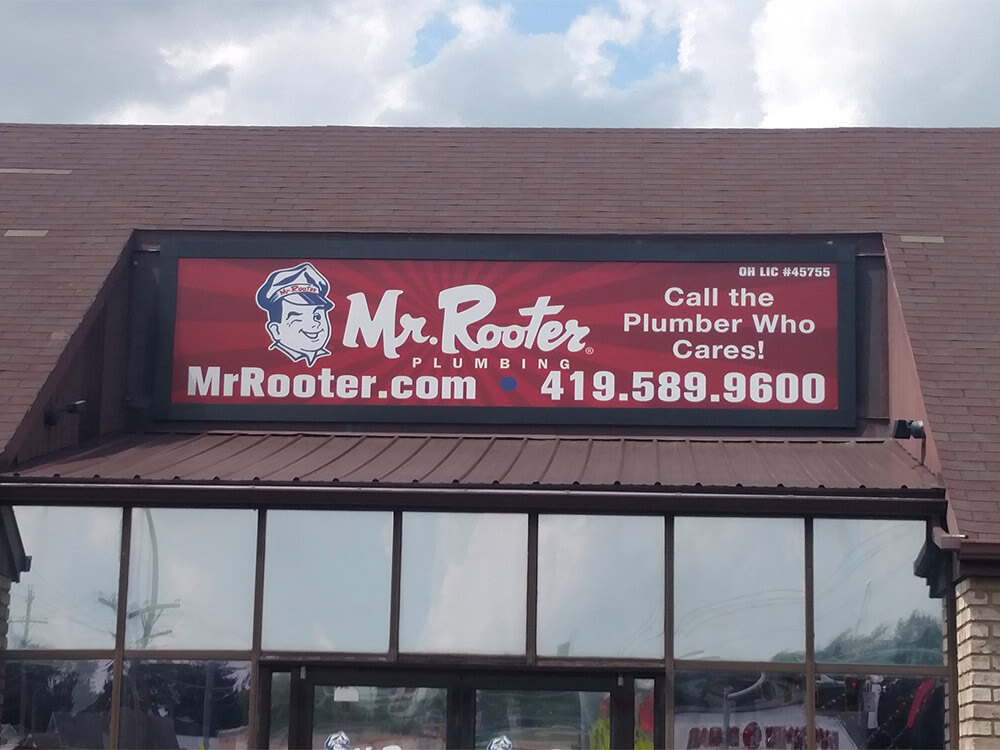 OH LIC #45755
Mr. Rooter
Mr. Rooter®
PLUMBING
Call the
Plumber Who
Cares!
MrRooter.com • 419.589.9600